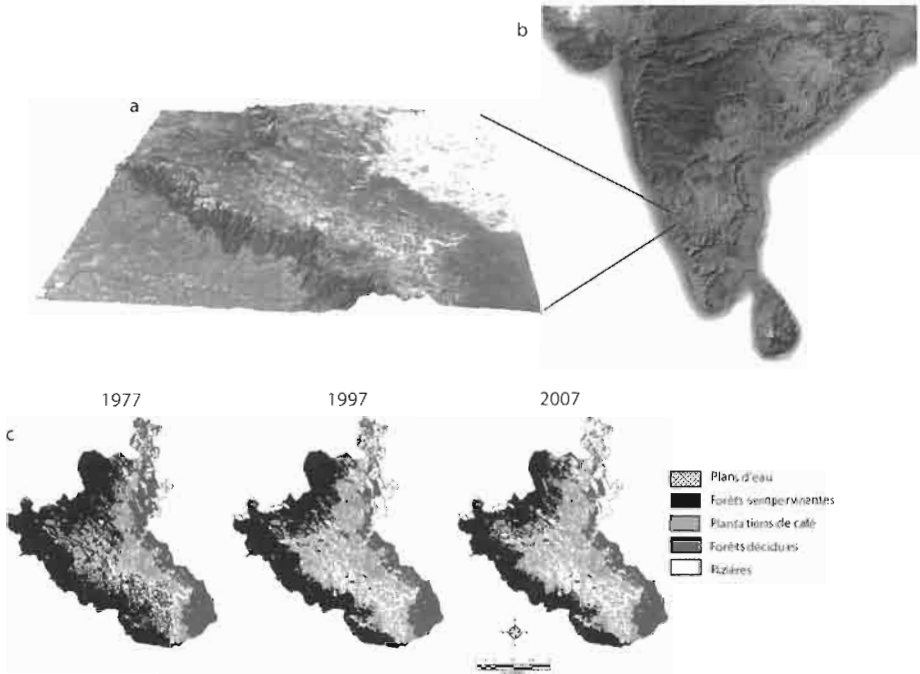 b
a
1977 1997 2007
c
Plans d'eau
Forêts sempervirentes
Plantations de café
Forêts décidues
Rizières